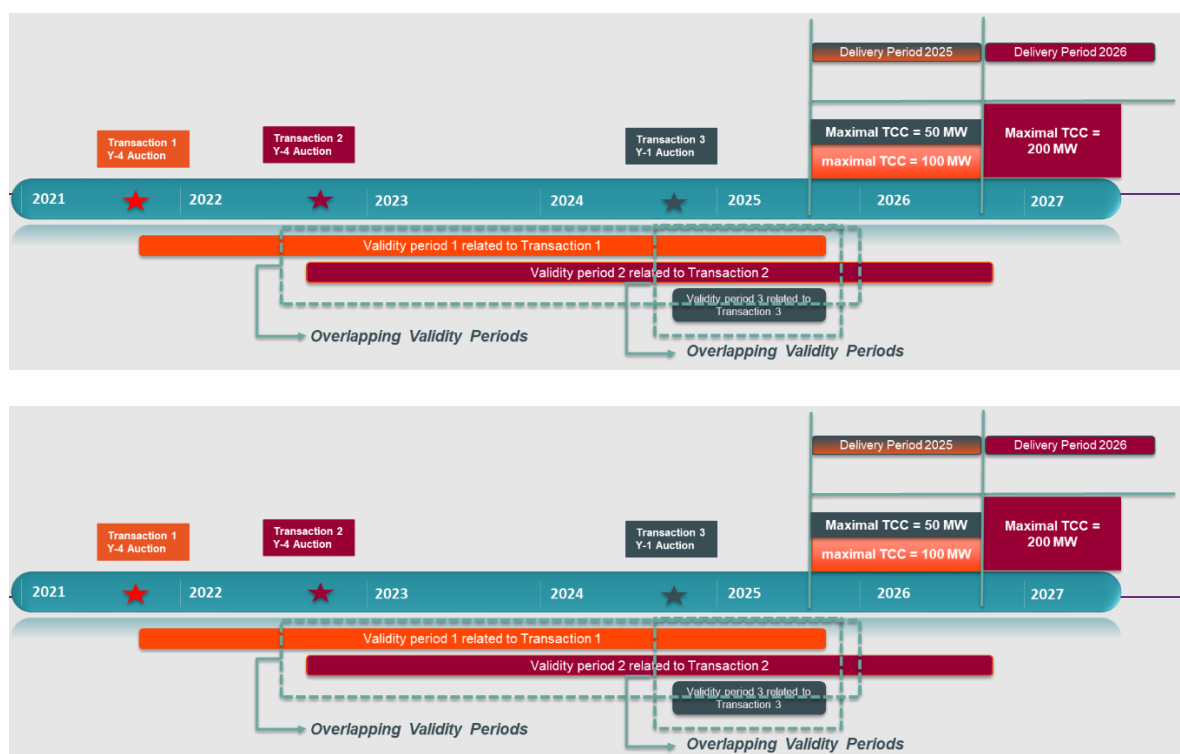 Delivery Period 2025
Delivery Period 2026
Transaction 1
Y-4 Auction
Transaction 2
Y-4 Auction
Transaction 3
Y-1 Auction
Maximal TCC = 50 MW
maximal TCC = 100 MW
Maximal TCC =
200 MW
2021
2022
2023
2024
2025
2026
2027
Validity period 1 related to Transaction 1
Validity period 2 related to Transaction 2
Validity period 3 related to
Transaction 3
Overlapping Validity Periods
Overlapping Validity Periods
Delivery Period 2025
Delivery Period 2026
Transaction 1
Y-4 Auction
Transaction 2
Y-4 Auction
Transaction 3
Y-1 Auction
Maximal TCC = 50 MW
maximal TCC = 100 MW
Maximal TCC =
200 MW
2021
2022
2023
2024
2025
2026
2027
Validity period 1 related to Transaction 1
Validity period 2 related to Transaction 2
Validity period 3 related to
Transaction 3
Overlapping Validity Periods
Overlapping Validity Periods